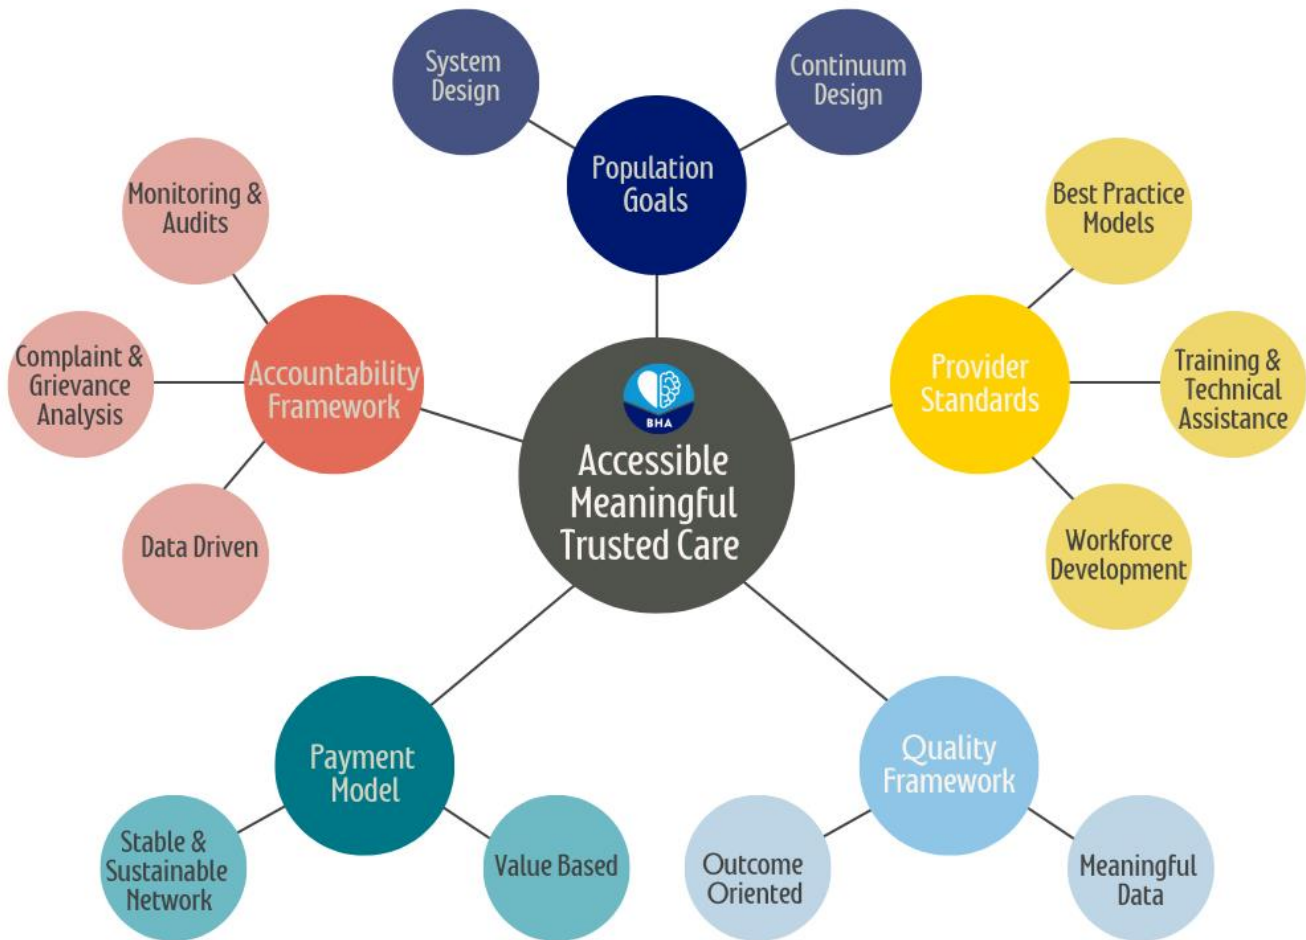 System
Design
Continuum
Design
Population
Goals
Monitoring &
Audits
Best Practice
Models
Complaint &
Grievance
Analysis
Accountability
Framework
Provider
Standards
Training &
Technical
Assistance
BHA
Accessible
Meaningful
Trusted Care
Data Driven
Workforce
Development
Payment
Model
Quality
Framework
Stable &
Sustainable
Network
Value Based
Outcome
Oriented
Meaningful
Data